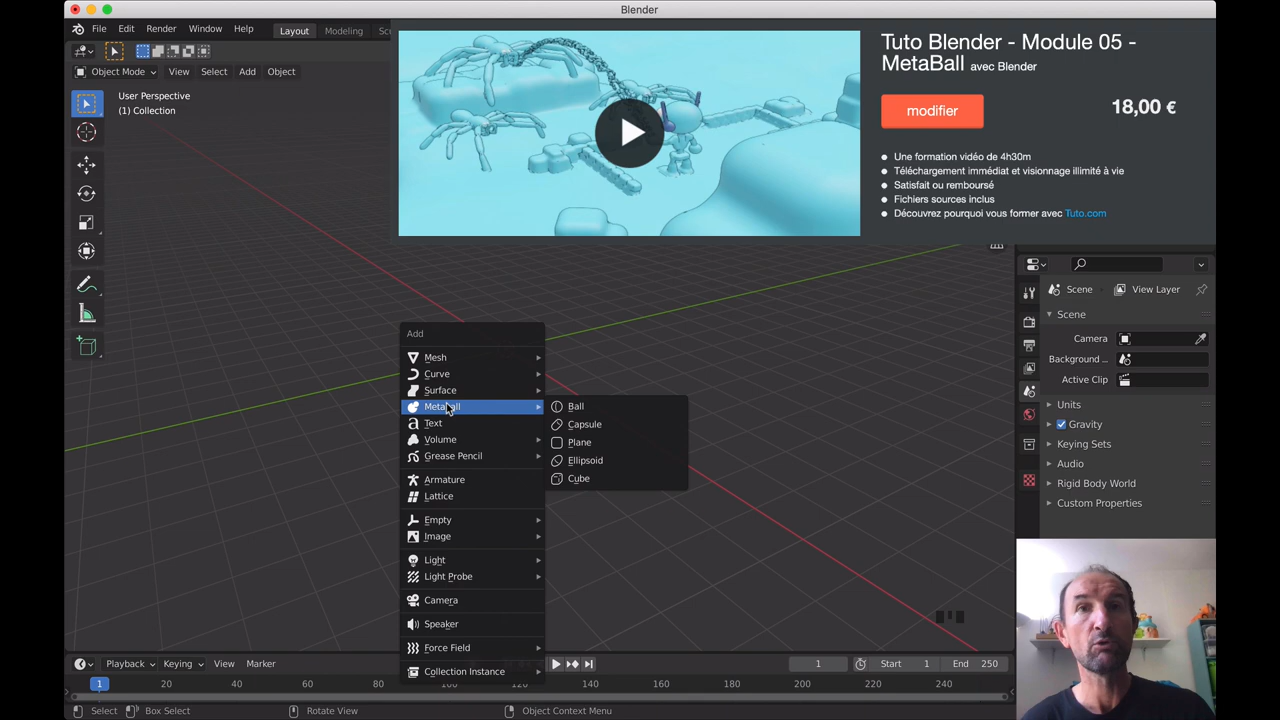 Blender
File Edit Render Window Help Layout Modeling
Object Mode View Select Add Object
User Perspective
(1) Collection
Tuto Blender - Module 05 -
MetaBall avec Blender
modifier
18,00 €
Une formation vidéo de 4h30m
Téléchargement immédiat et visionnage illimité à vie
Satisfait ou remboursé
Fichiers sources inclus
Découvrez pourquoi vous former avec Tuto.com
Add
Mesh
Curve
Surface
Metaball
Text
Volume
Grease Pencil
Armature
Lattice
Empty
Image
Light
Light Probe
Camera
Speaker
Force Field
Collection Instance
Ball
Capsule
Plane
Ellipsoid
Cube
Scene View Layer
Scene
Camera
Background ...
Active Clip
Units
Gravity
Keying Sets
Audio
Rigid Body World
Custom Properties
Playback Keying View Marker 1 Start 1 End 250
1 20 40 60 80 100 120 140 160 180 200 220 240
Select Box Select Rotate View Object Context Menu